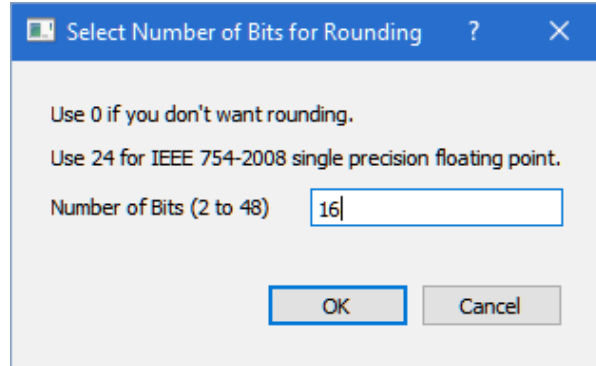 Select Number of Bits for Rounding ?
Use 0 if you don't want rounding.
Use 24 for IEEE 754-2008 single precision floating point.
Number of Bits (2 to 48) 16
OK Cancel